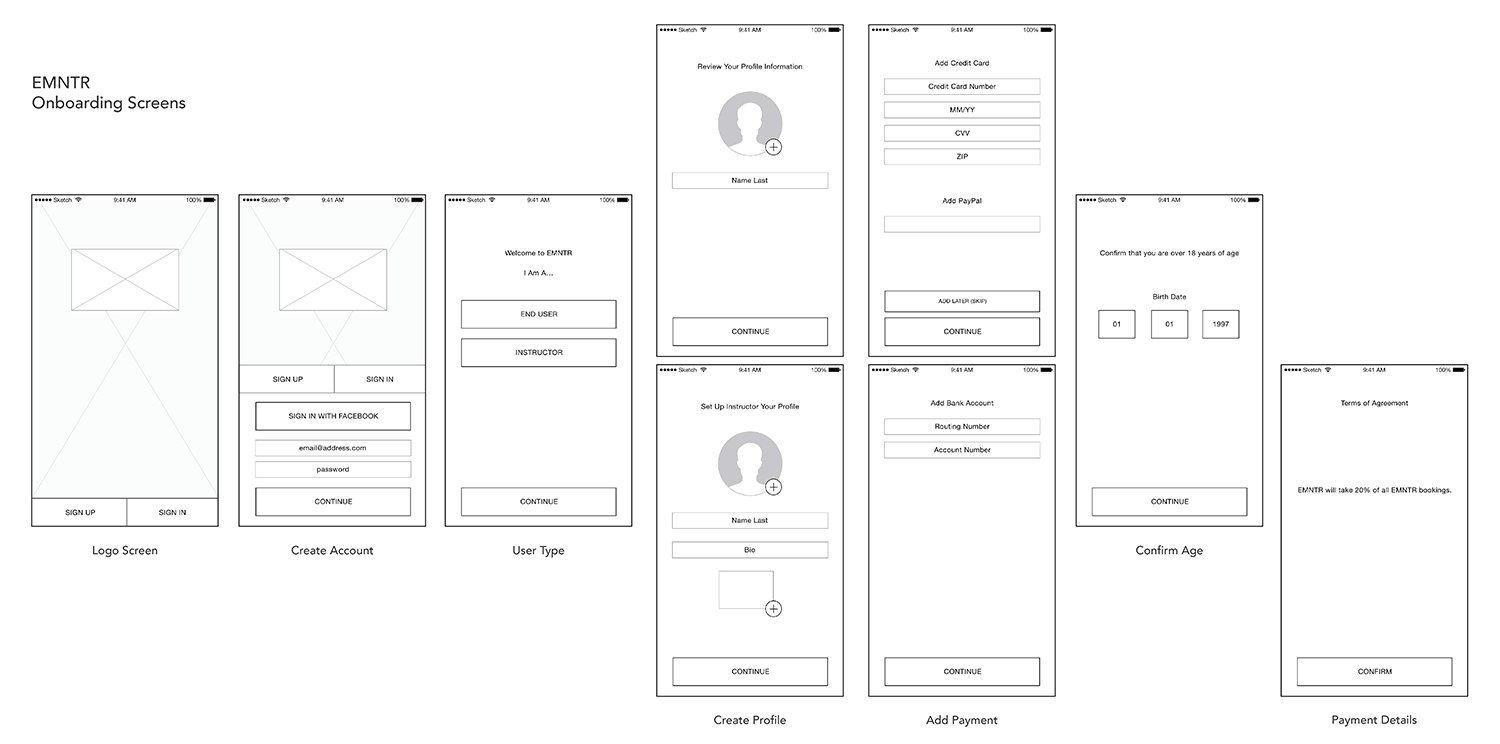 EMNTR
Onboarding Screens
Sketch 9:41 AM 100%
SIGN UP SIGN IN
Logo Screen
Sketch 9:41 AM 100%
SIGN UP SIGN IN
SIGN IN WITH FACEBOOK
email@address.com
password
CONTINUE
Create Account
Sketch 9:41 AM 100%
Welcome to EMNTR
I Am A...
END USER
INSTRUCTOR
CONTINUE
User Type
Sketch 9:41 AM 100%
Review Your Profile Information
Name Last
CONTINUE
Sketch 9:41 AM 100%
Set Up Instructor Your Profile
Name Last
Bio
CONTINUE
Create Profile
Sketch 9:41 AM 100%
Add Credit Card
Credit Card Number
MM/YY
CVV
ZIP
Add PayPal
ADD LATER (SKIP)
CONTINUE
Sketch 9:41 AM 100%
Add Bank Account
Routing Number
Account Number
CONTINUE
Add Payment
Sketch 9:41 AM 100%
Confirm that you are over 18 years of age
Birth Date
01 01 1997
CONTINUE
Confirm Age
Sketch 9:41 AM 100%
Terms of Agreement
EMNTR will take 20% of all EMNTR bookings.
CONFIRM
Payment Details